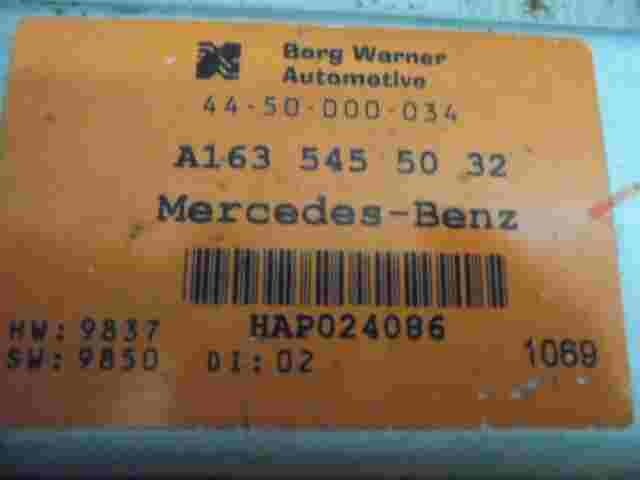 Borg Warner
Automotive
44-50-000-034
A163 545 50 32
Mercedes-Benz
HAP024086
HW: 9837
SW: 9850 DI: 02
1069